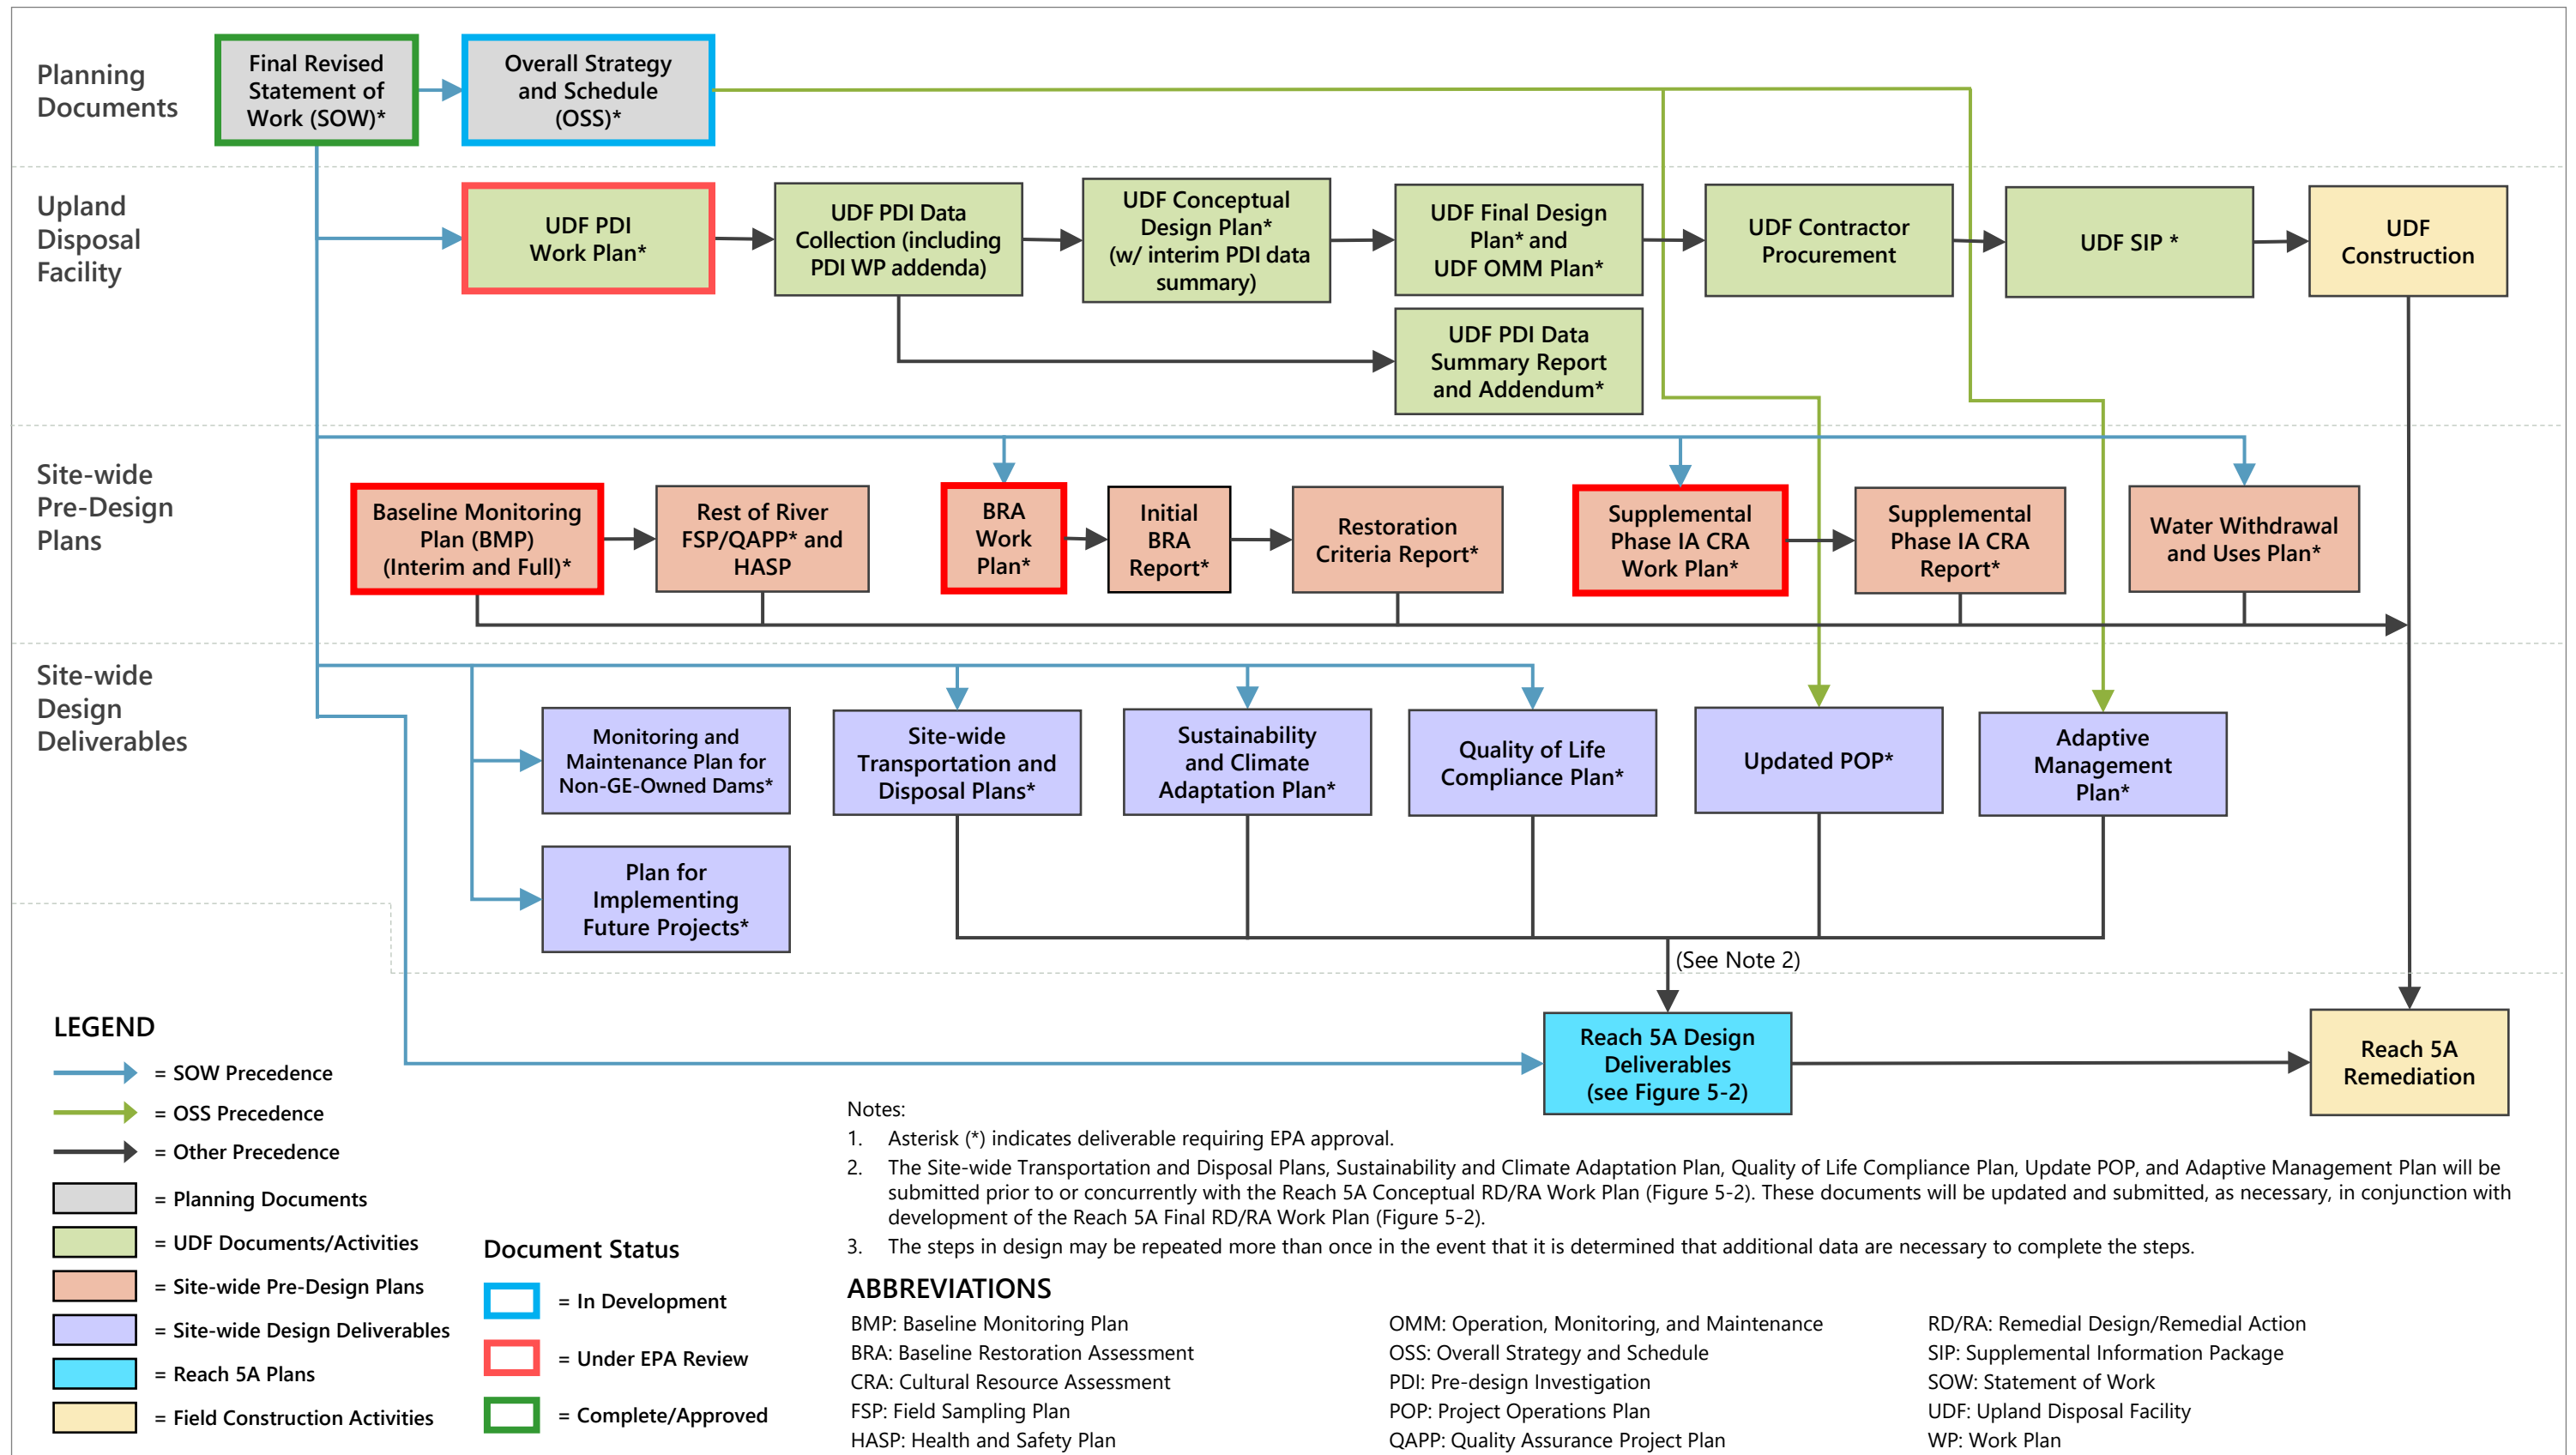 Planning
Documents
Final Revised
Statement of
Work (SOW)*
Overall Strategy
and Schedule
(OSS)*
Upland
Disposal
Facility
UDF PDI
Work Plan*
UDF PDI Data
Collection (including
PDI WP addenda)
UDF Conceptual
Design Plan*
(w/ interim PDI data
summary)
UDF Final Design
Plan* and
UDF OMM Plan*
UDF Contractor
Procurement
UDF SIP *
UDF
Construction
UDF PDI Data
Summary Report
and Addendum*
Site-wide
Pre-Design
Plans
Baseline Monitoring
Plan (BMP)
(Interim and Full)*
Rest of River
FSP/QAPP* and
HASP
BRA
Work
Plan*
Initial
BRA
Report*
Restoration
Criteria Report*
Supplemental
Phase IA CRA
Work Plan*
Supplemental
Phase IA CRA
Report*
Water Withdrawal
and Uses Plan*
Site-wide
Design
Deliverables
Monitoring and
Maintenance Plan for
Non-GE-Owned Dams*
Site-wide
Transportation and
Disposal Plans*
Sustainability
and Climate
Adaptation Plan*
Quality of Life
Compliance Plan*
Updated POP*
Adaptive
Management
Plan*
Plan for
Implementing
Future Projects*
(See Note 2)
Reach 5A Design
Deliverables
(see Figure 5-2)
Reach 5A
Remediation
LEGEND
= SOW Precedence
= OSS Precedence
= Other Precedence
= Planning Documents
= UDF Documents/Activities
= Site-wide Pre-Design Plans
= Site-wide Design Deliverables
= Reach 5A Plans
= Field Construction Activities
Document Status
= In Development
= Under EPA Review
= Complete/Approved
Notes:
1. Asterisk (*) indicates deliverable requiring EPA approval.
2. The Site-wide Transportation and Disposal Plans, Sustainability and Climate Adaptation Plan, Quality of Life Compliance Plan, Update POP, and Adaptive Management Plan will be
submitted prior to or concurrently with the Reach 5A Conceptual RD/RA Work Plan (Figure 5-2). These documents will be updated and submitted, as necessary, in conjunction with
development of the Reach 5A Final RD/RA Work Plan (Figure 5-2).
3. The steps in design may be repeated more than once in the event that it is determined that additional data are necessary to complete the steps.
ABBREVIATIONS
BMP: Baseline Monitoring Plan
BRA: Baseline Restoration Assessment
CRA: Cultural Resource Assessment
FSP: Field Sampling Plan
HASP: Health and Safety Plan
OMM: Operation, Monitoring, and Maintenance
OSS: Overall Strategy and Schedule
PDI: Pre-design Investigation
POP: Project Operations Plan
QAPP: Quality Assurance Project Plan
RD/RA: Remedial Design/Remedial Action
SIP: Supplemental Information Package
SOW: Statement of Work
UDF: Upland Disposal Facility
WP: Work Plan